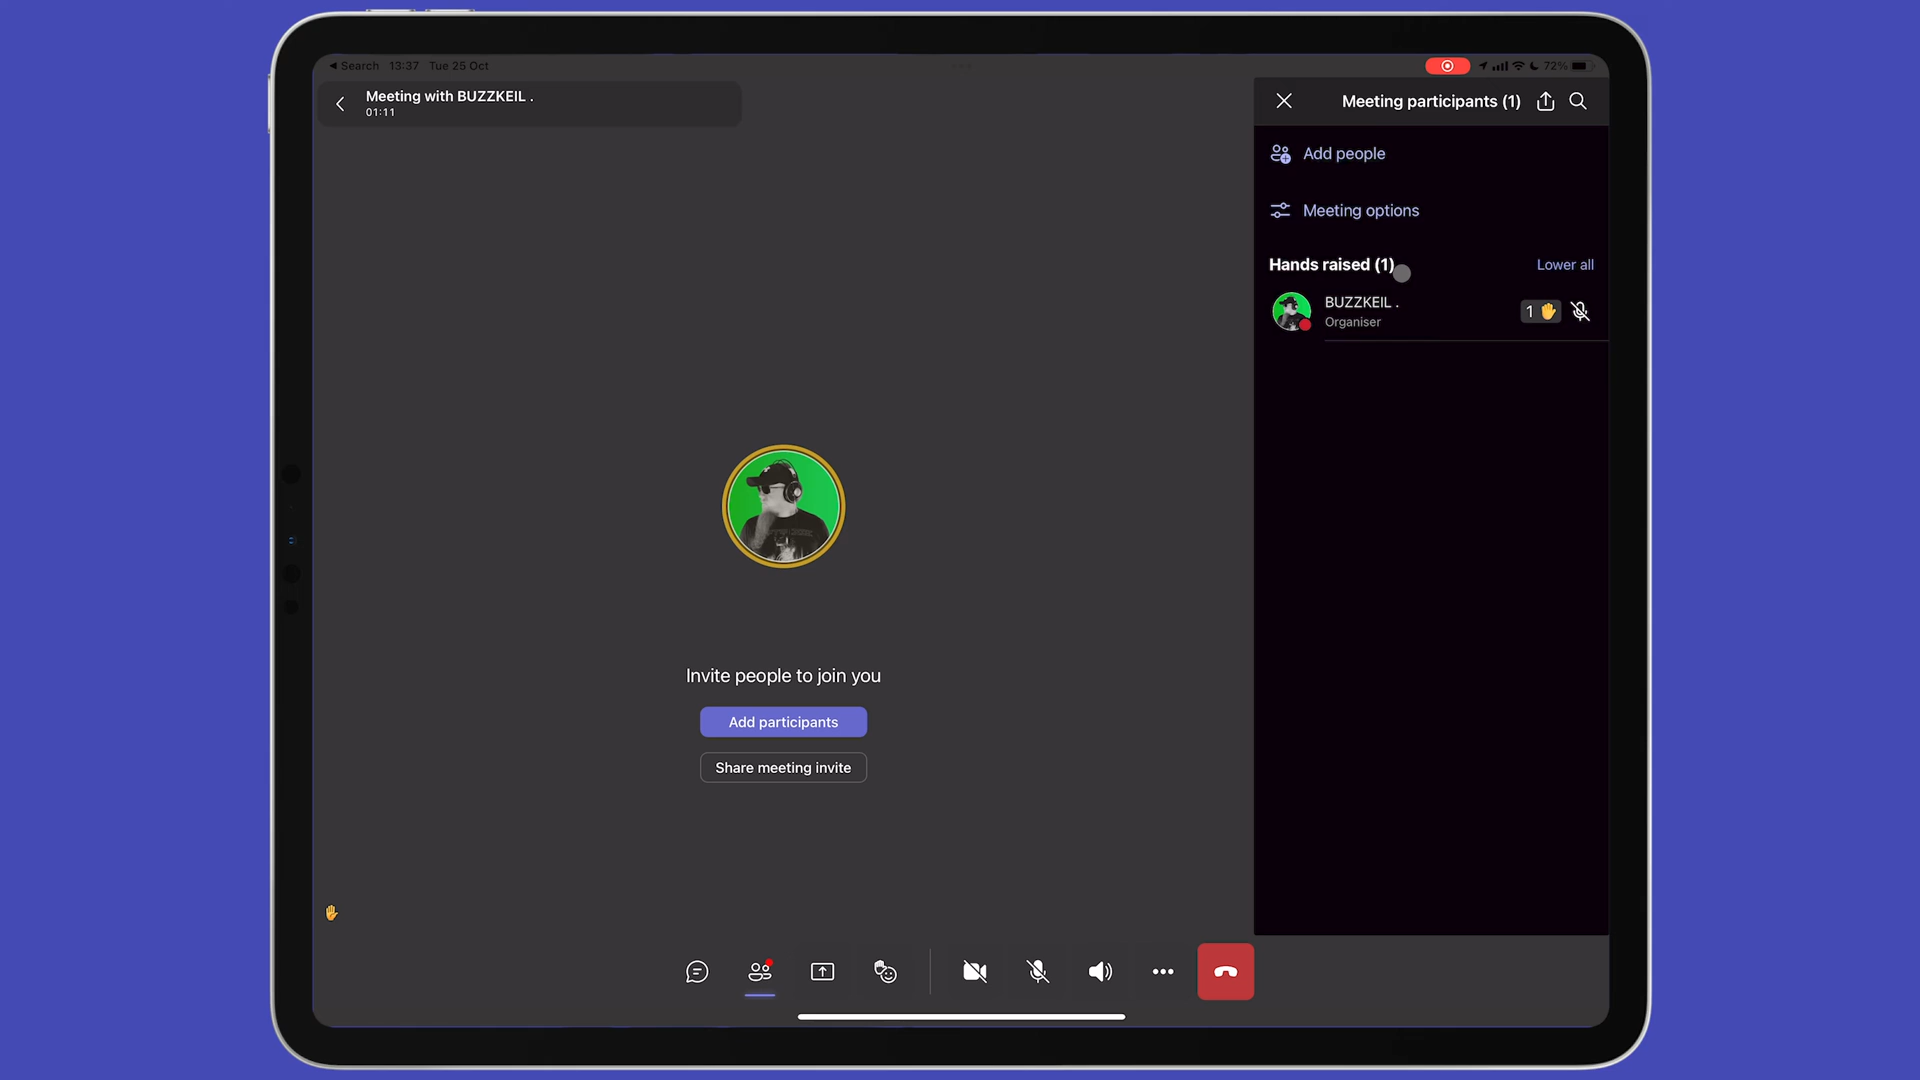 Search 13:37 Tue 25 Oct
72%
Meeting with BUZZKEIL .
01:11
Meeting participants (1)
Add people
Meeting options
Hands raised (1)
Lower all
BUZZKEIL .
Organiser
1
Invite people to join you
Add participants
Share meeting invite